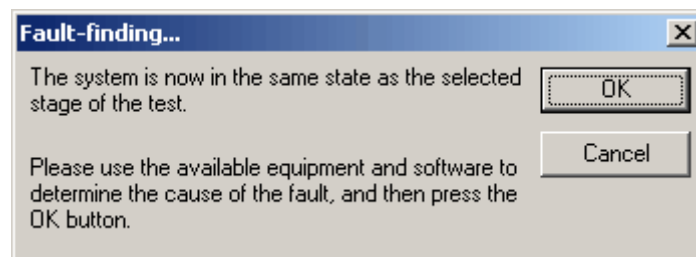 Fault-finding...
The system is now in the same state as the selected
stage of the test.
OK
Please use the available equipment and software to
determine the cause of the fault, and then press the
OK button.
Cancel